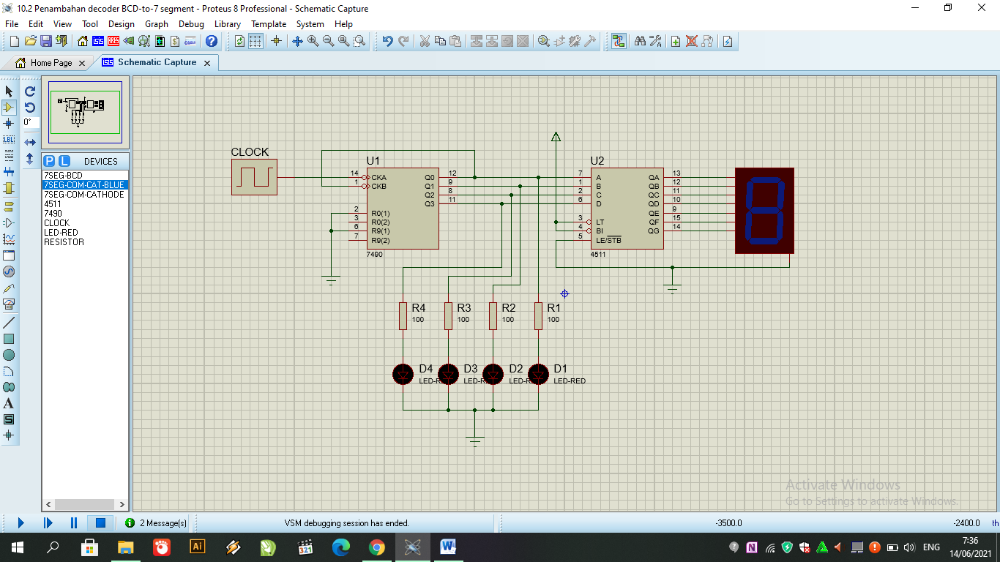 10.2 Penambahan decoder BCD-to-7 segment - Proteus 8 Professional - Schematic Capture
File Edit View Tool Design Graph Debug Library Template System Help
Home Page
Schematic Capture
0°
LBL
P L DEVICES
7SEG-BCD
7SEG-COM-CAT-BLUE
7SEG-COM-CATHODE
4511
7490
CLOCK
LED-RED
RESISTOR
CLOCK
U1
14 CKA Q0 12
1 CKB Q1 9
Q2 8
Q3 11
2 R0(1)
3 R0(2)
6 R9(1)
7 R9(2)
7490
U2
7 A QA 13
1 B QB 12
2 C QC 11
6 D QD 10
QE 9
3 LT QF 15
4 BI QG 14
5 LE/STB
4511
R4 R3 R2 R1
100 100 100 100
D4 D3 D2 D1
LED-R LED-R LED-R LED-RED
Activate Windows
Go to Settings to activate Windows.
2 Message(s) VSM debugging session has ended. -3500.0 -2400.0 th
Ai
321
N
W
ENG
7:36
14/06/2021